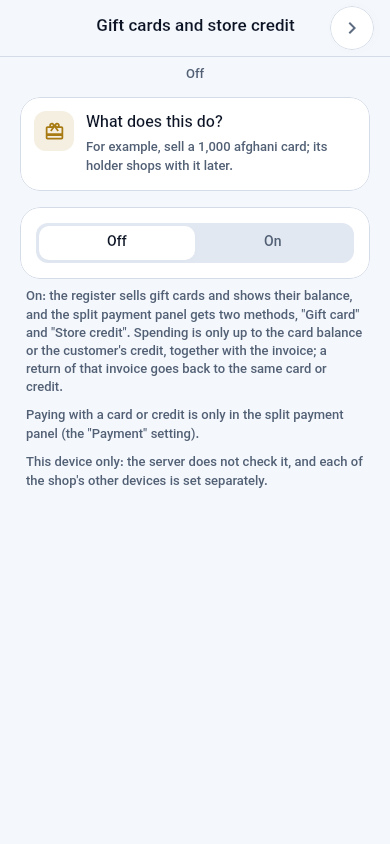 Gift cards and store credit
Off
What does this do?
For example, sell a 1,000 afghani card; its
holder shops with it later.
Off
On
On: the register sells gift cards and shows their balance,
and the split payment panel gets two methods, "Gift card"
and "Store credit". Spending is only up to the card balance
or the customer's credit, together with the invoice; a
return of that invoice goes back to the same card or
credit.
Paying with a card or credit is only in the split payment
panel (the "Payment" setting).
This device only: the server does not check it, and each of
the shop's other devices is set separately.